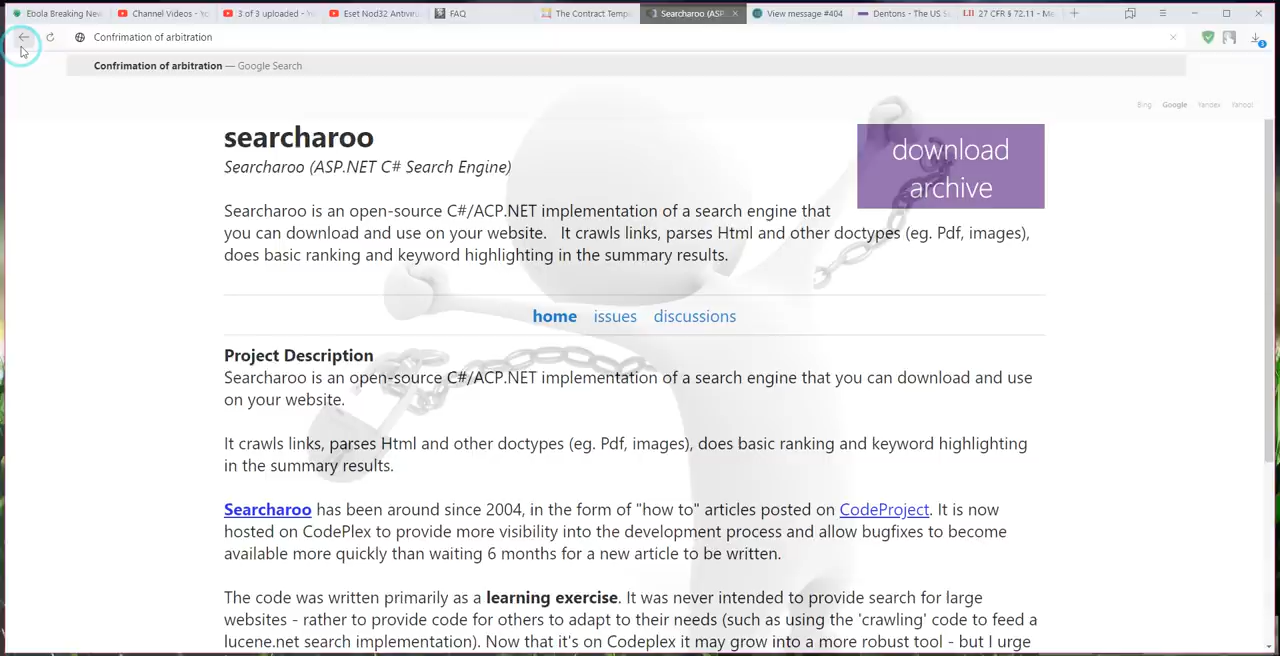 Ebola Breaking New
Channel Videos - Yo
3 of 3 uploaded - Yo
Eset Nod32 Antiviru
FAQ
The Contract Temp
Searcharoo (ASP.
View message #404
Dentons - The US S
27 CFR § 72.11 - Me
Confrimation of arbitration
Confrimation of arbitration — Google Search
Bing Google Yandex Yahoo!
searcharoo
Searcharoo (ASP.NET C# Search Engine)
download
archive
Searcharoo is an open-source C#/ACP.NET implementation of a search engine that
you can download and use on your website. It crawls links, parses Html and other doctypes (eg. Pdf, images),
does basic ranking and keyword highlighting in the summary results.
home issues discussions
Project Description
Searcharoo is an open-source C#/ACP.NET implementation of a search engine that you can download and use
on your website.
It crawls links, parses Html and other doctypes (eg. Pdf, images), does basic ranking and keyword highlighting
in the summary results.
Searcharoo has been around since 2004, in the form of "how to" articles posted on CodeProject. It is now
hosted on CodePlex to provide more visibility into the development process and allow bugfixes to become
available more quickly than waiting 6 months for a new article to be written.
The code was written primarily as a learning exercise. It was never intended to provide search for large
websites - rather to provide code for others to adapt to their needs (such as using the 'crawling' code to feed a
lucene.net search implementation). Now that it's on Codeplex it may grow into a more robust tool - but I urge